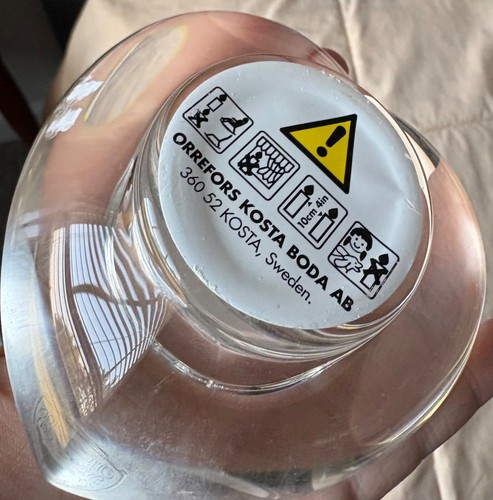 !
10cm 4in
ORREFORS KOSTA BODA AB
360 52 KOSTA, Sweden.